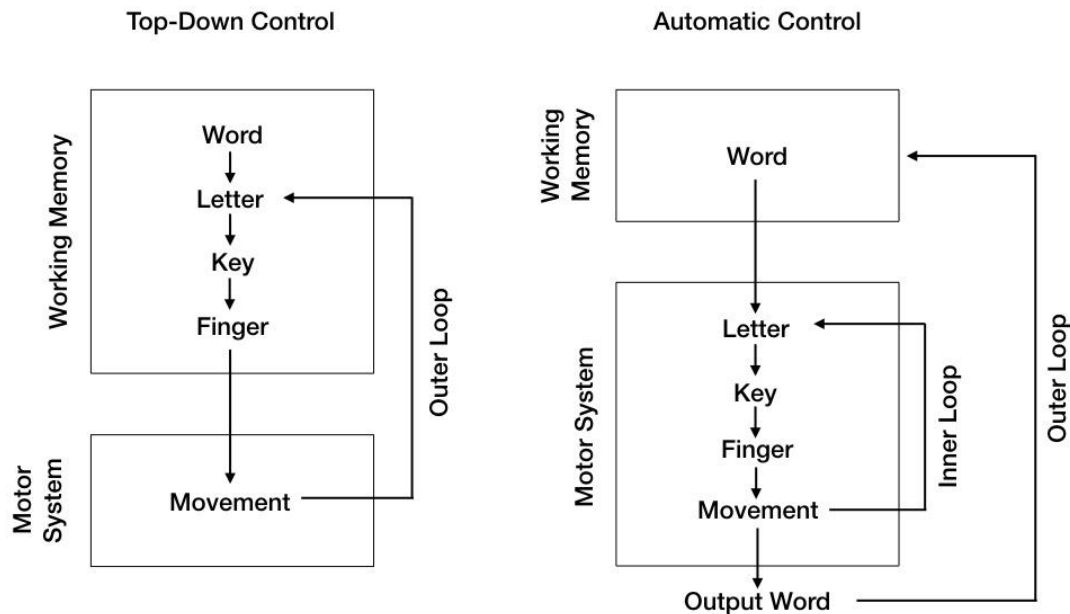 Top-Down Control
Working Memory
Word
Letter
Key
Finger
Outer Loop
Motor
System
Movement
Automatic Control
Working
Memory
Word
Motor System
Letter
Key
Finger
Movement
Inner Loop
Outer Loop
Output Word